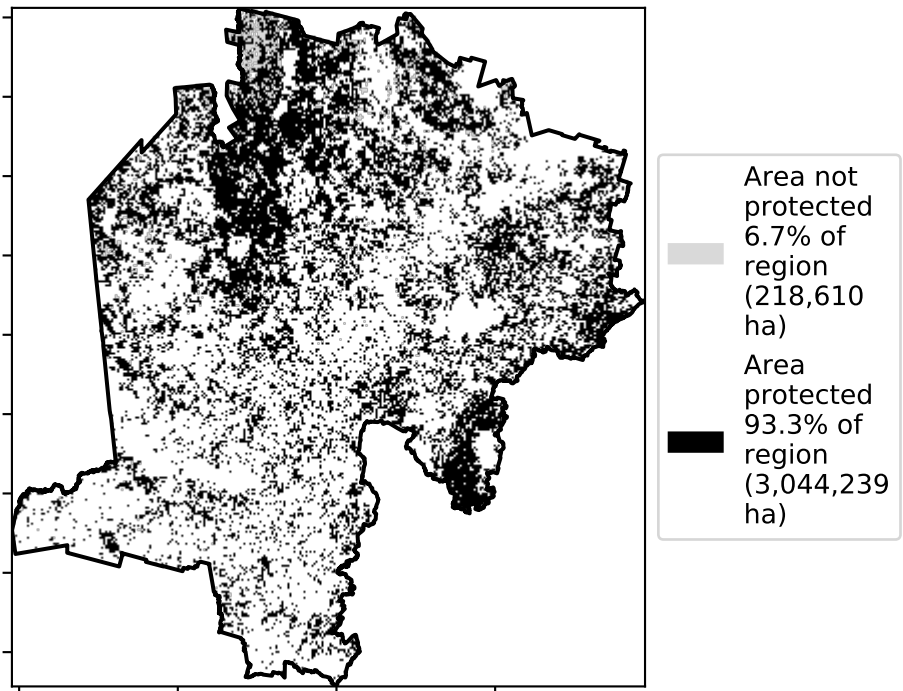 Area not
protected
6.7% of
region
(218,610
ha)
Area
protected
93.3% of
region
(3,044,239
ha)